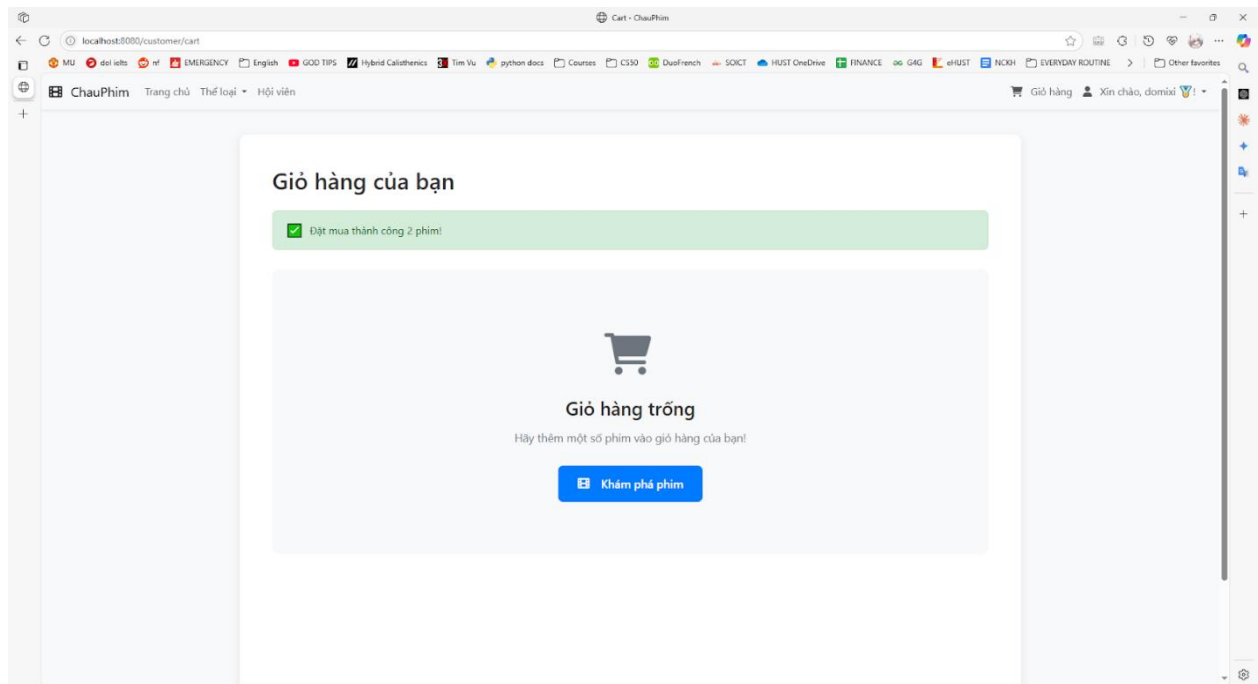 Cart - ChauPhim
localhost:8080/customer/cart
MU dol ielts nf EMERGENCY English GOD TIPS Hybrid Calisthenics Tim Vu python docs Courses CS50 DuoFrench SOICT HUST OneDrive FINANCE G4G eHUST NCKH EVERYDAY ROUTINE Other favorites
ChauPhim Trang chủ Thể loại Hội viên Giỏ hàng Xin chào, domixi 🏅!
Giỏ hàng của bạn
Đặt mua thành công 2 phim!
Giỏ hàng trống
Hãy thêm một số phim vào giỏ hàng của bạn!
Khám phá phim